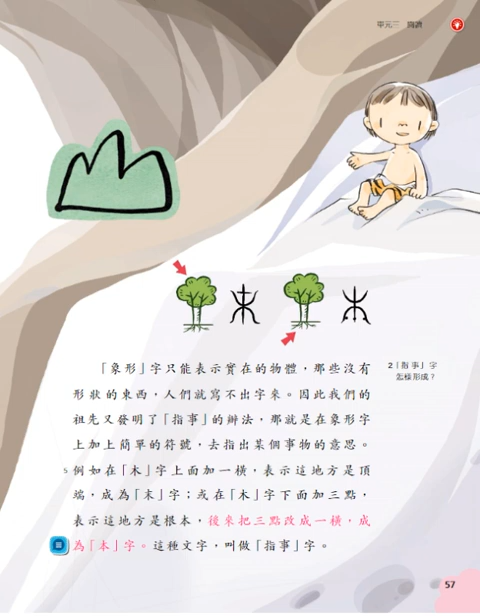 單元三 閱讀
「象形」字只能表示實在的物體,那些沒有
形狀的東西,人們就寫不出字來。因此我們的
祖先又發明了「指事」的辦法,那就是在象形字
上加上簡單的符號,去指出某個事物的意思。
5 例如在「木」字上面加一橫,表示這地方是頂
端,成為「末」字;或在「木」字下面加三點,
表示這地方是根本,後來把三點改成一橫,成
為「本」字。這種文字,叫做「指事」字。
2「指事」字
怎樣形成?
57